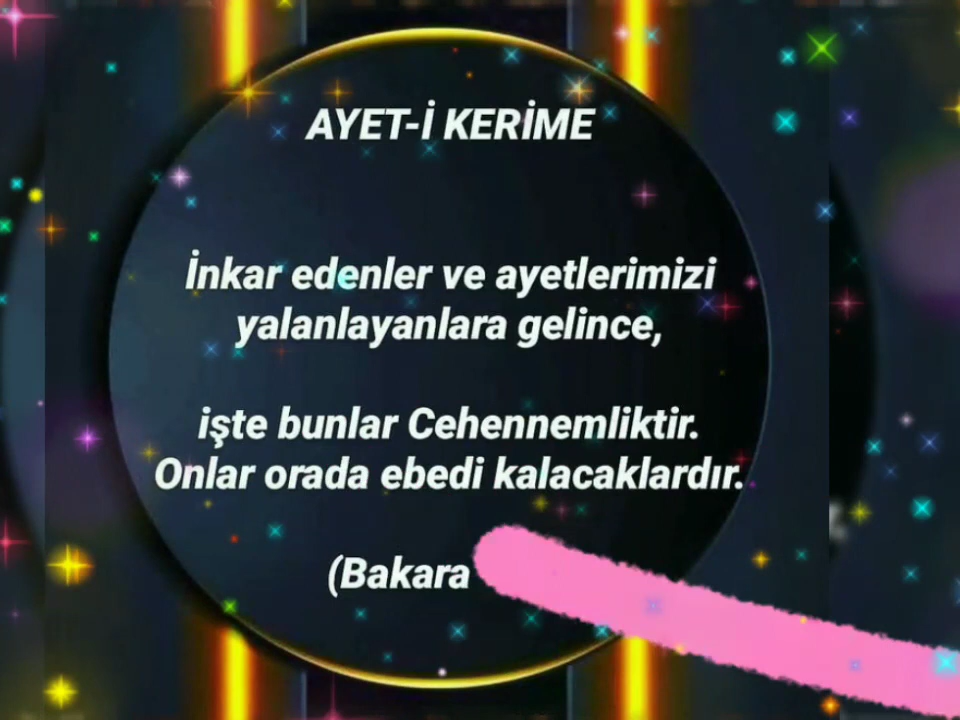 AYET-İ KERİME
İnkar edenler ve ayetlerimizi
yalanlayanlara gelince,
işte bunlar Cehennemliktir.
Onlar orada ebedi kalacaklardır.
(Bakara